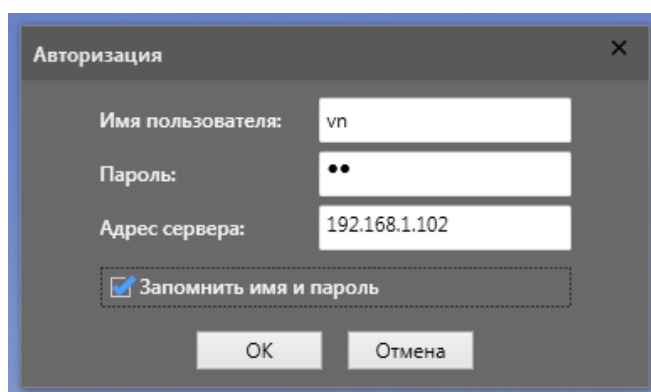 Авторизация
Имя пользователя: vn
Пароль: ••
Адрес сервера: 192.168.1.102
Запомнить имя и пароль
OK Отмена